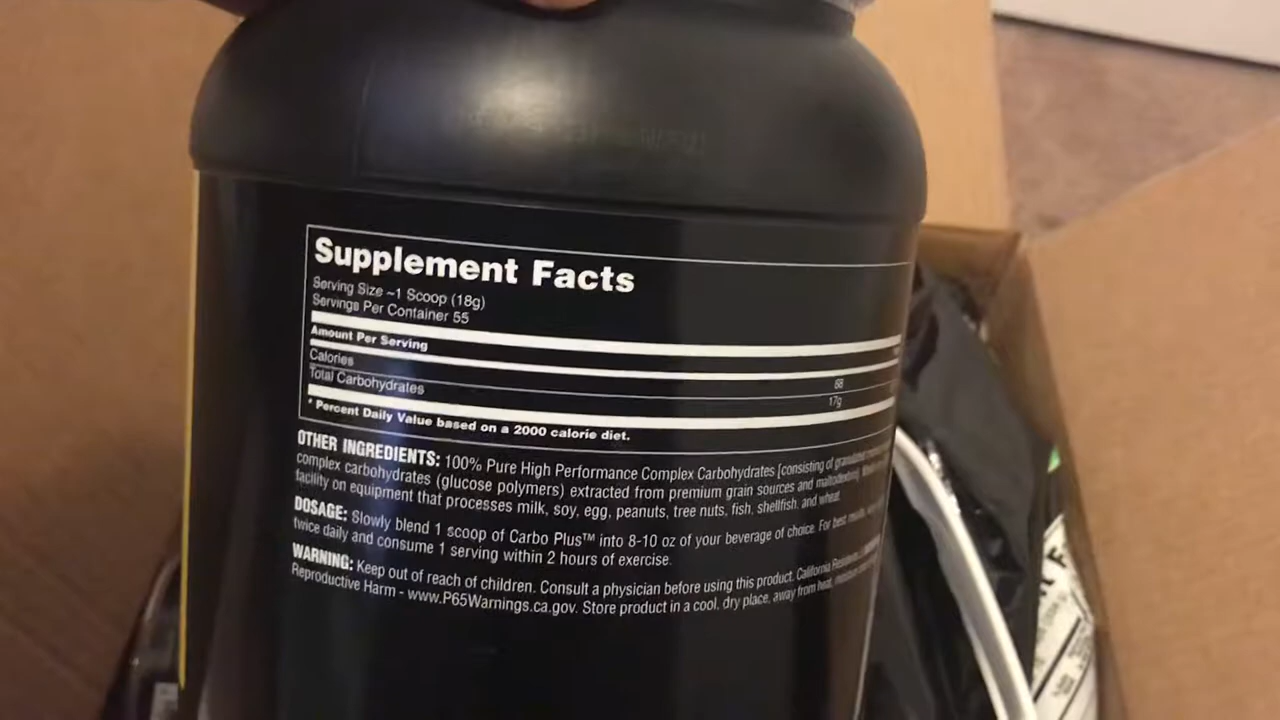 Supplement Facts
Serving Size ~1 Scoop (18g)
Servings Per Container 55
Amount Per Serving
Calories 68
Total Carbohydrates 17g
* Percent Daily Value based on a 2000 calorie diet.
OTHER INGREDIENTS: 100% Pure High Performance Complex Carbohydrates [consisting of granulated
complex carbohydrates (glucose polymers) extracted from premium grain sources and maltodextrin].
facility on equipment that processes milk, soy, egg, peanuts, tree nuts, fish, shellfish, and wheat.
DOSAGE: Slowly blend 1 scoop of Carbo Plus™ into 8-10 oz of your beverage of choice. For best results,
twice daily and consume 1 serving within 2 hours of exercise.
WARNING: Keep out of reach of children. Consult a physician before using this product. California Residents
Reproductive Harm - www.P65Warnings.ca.gov. Store product in a cool, dry place, away from heat,